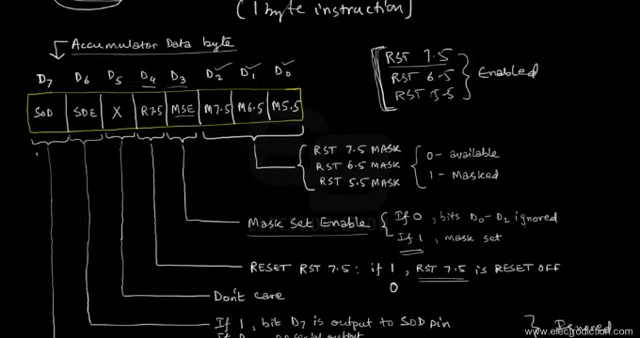 (1 byte instruction)
Accumulator Data byte
D7 D6 D5 D4 D3 D2 D1 D0
SOD SDE X R7.5 MSE M7.5 M6.5 M5.5
RST 7.5
RST 6.5
RST 5.5
Enabled
RST 7.5 MASK
RST 6.5 MASK
RST 5.5 MASK
0- available
1 - Masked
Mask Set Enable
If 0, bits D0-D2 ignored
If 1, mask set
RESET RST 7.5: if 1, RST 7.5 is RESET OFF
0
Don't care
If 1, bit D7 is output to SOD pin
www.electrodiction.com